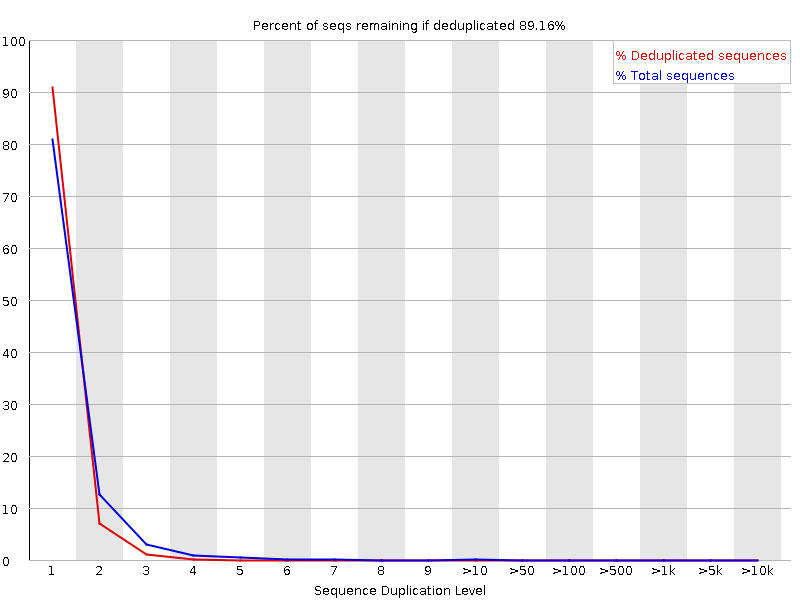 Percent of seqs remaining if deduplicated 89.16%
% Deduplicated sequences
% Total sequences
100
90
80
70
60
50
40
30
20
10
0
1 2 3 4 5 6 7 8 9 >10 >50 >100 >500 >1k >5k >10k
Sequence Duplication Level